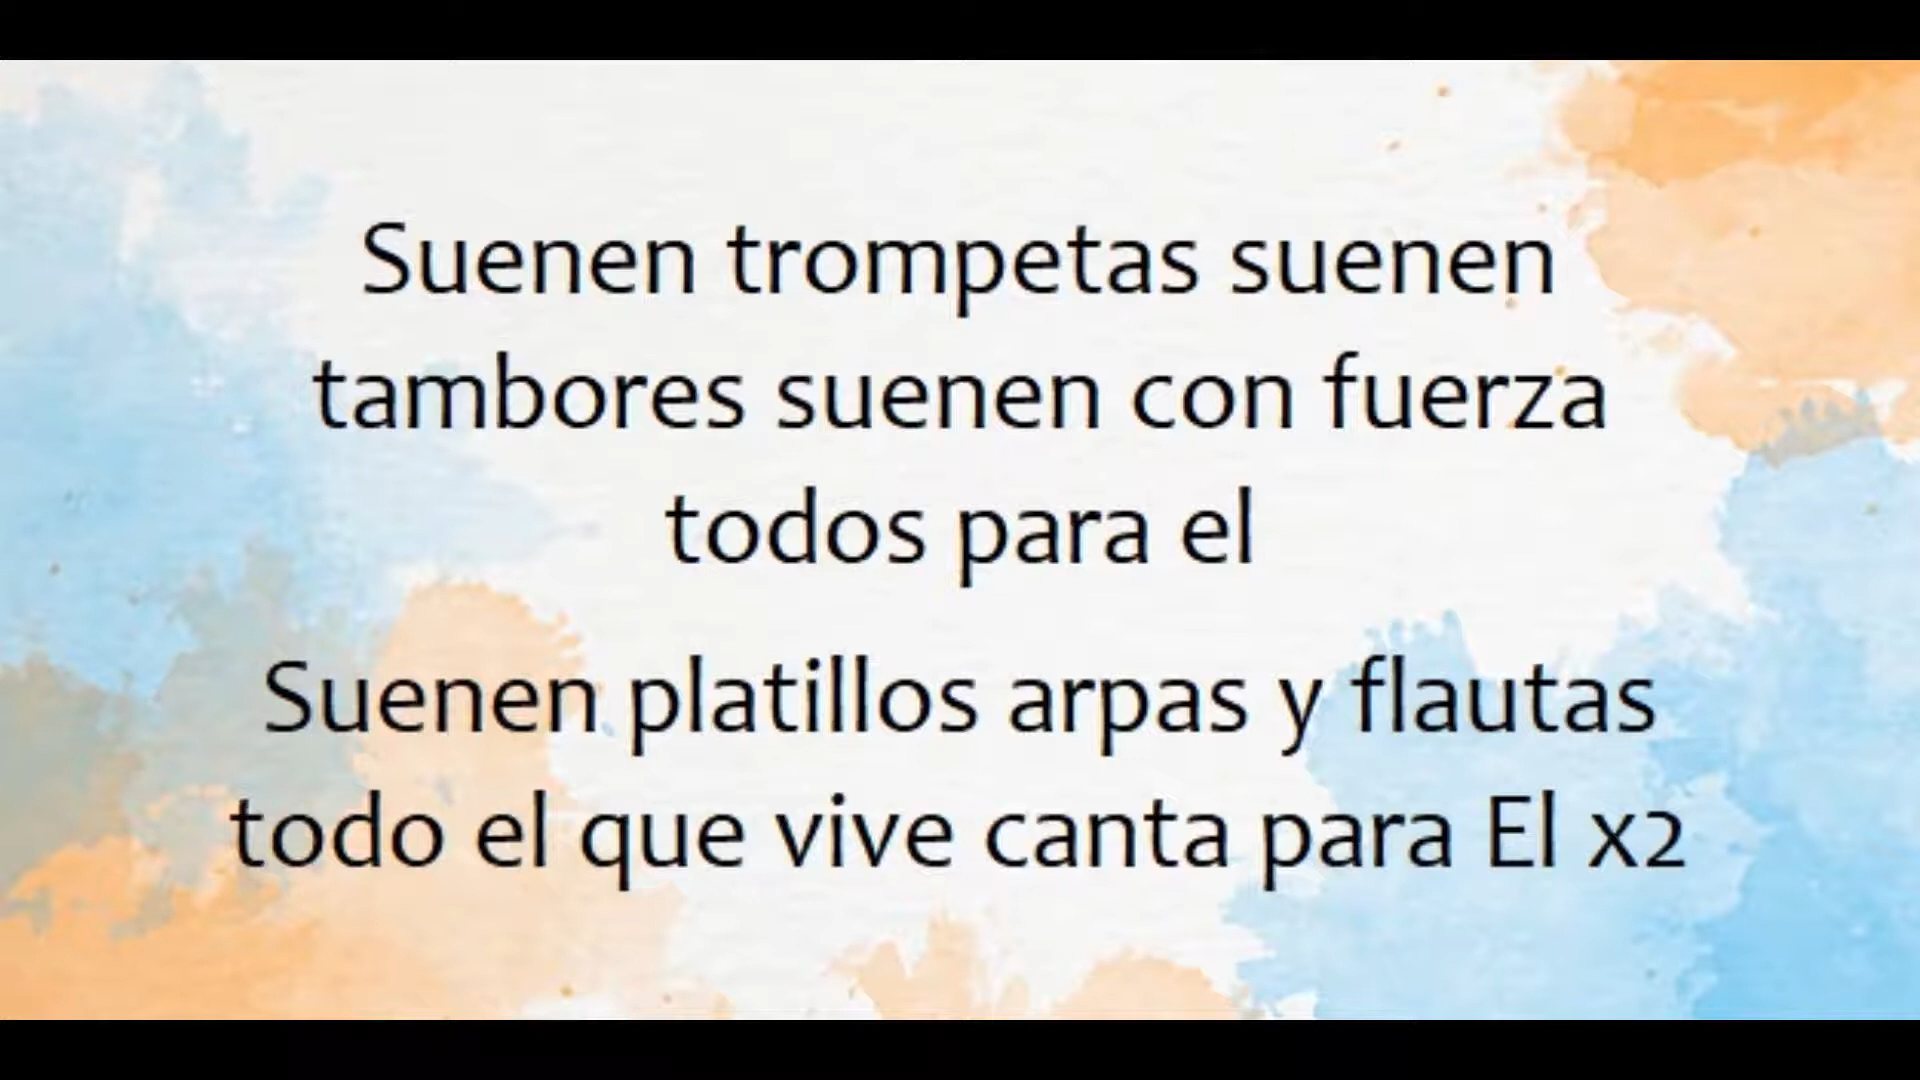 Suenen trompetas suenen
tambores suenen con fuerza
todos para el
Suenen platillos arpas y flautas
todo el que vive canta para El x2